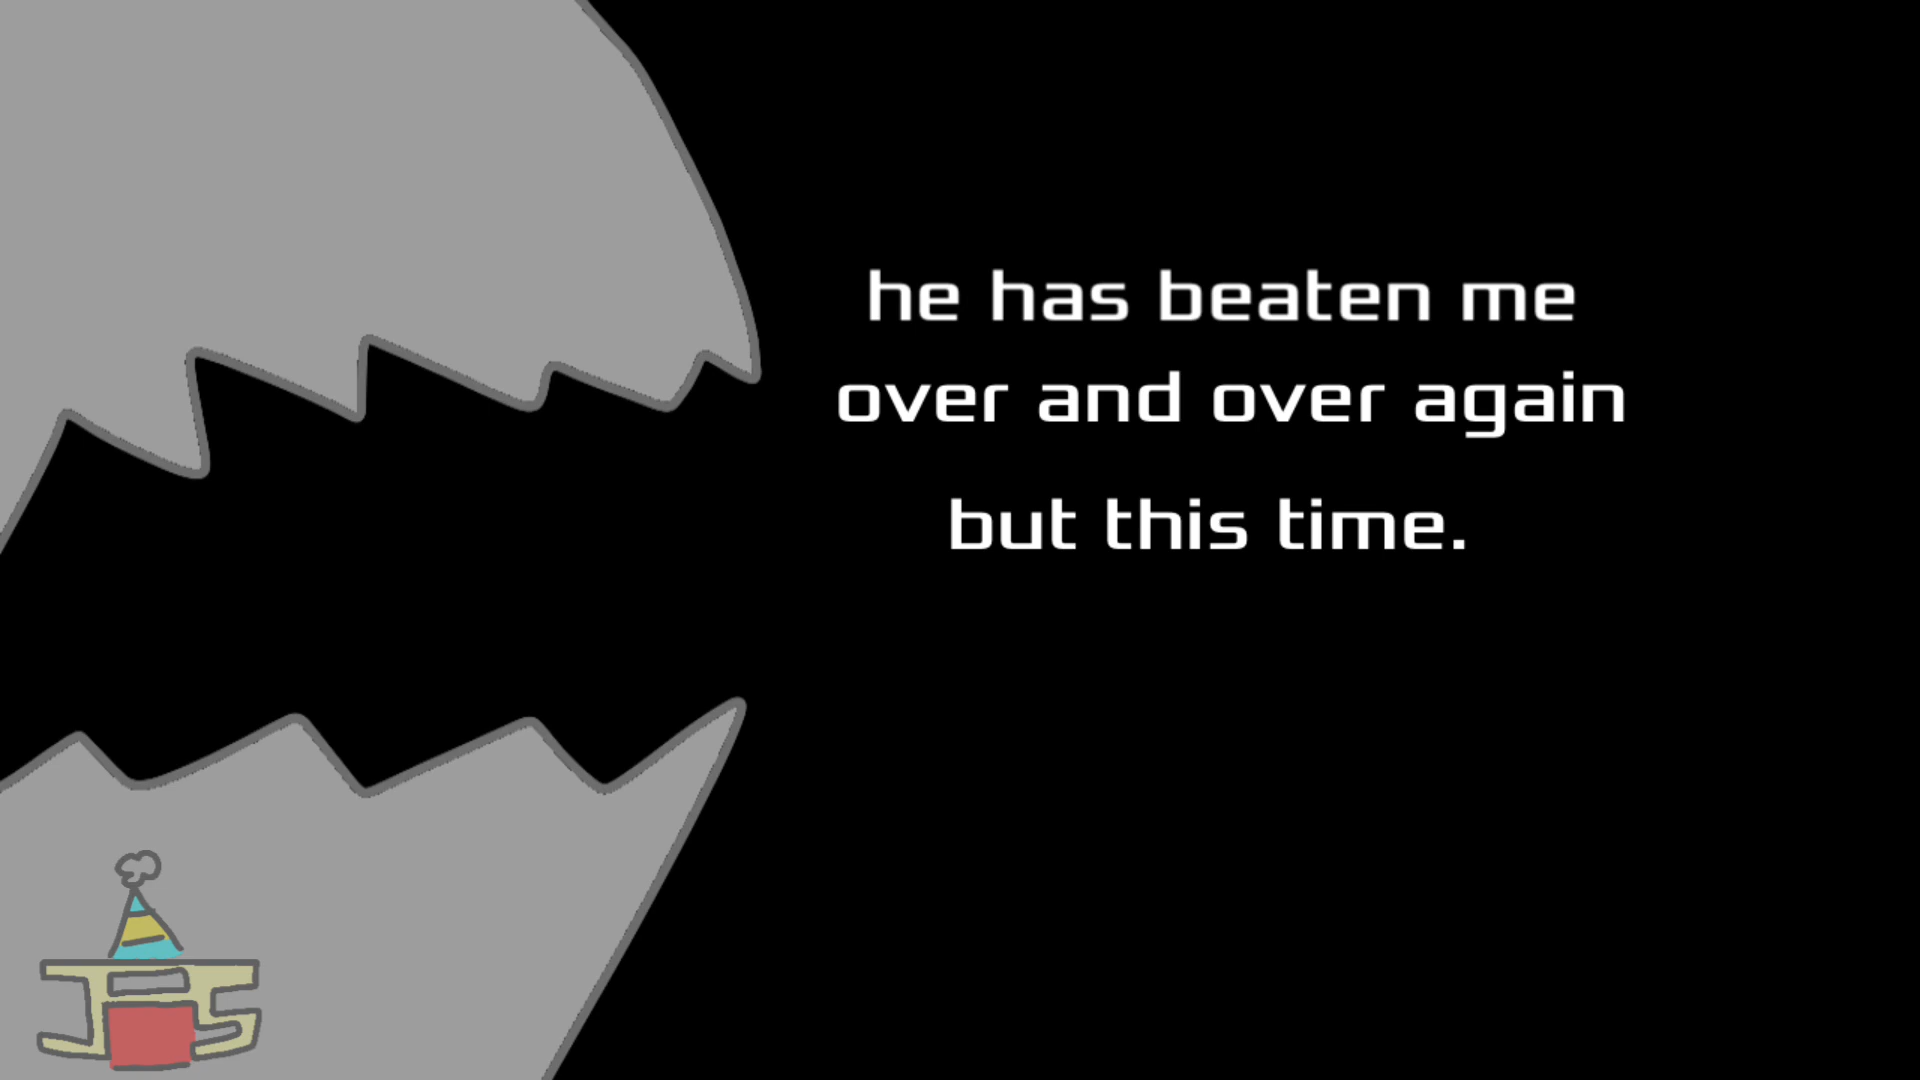 he has beaten me
over and over again
but this time.